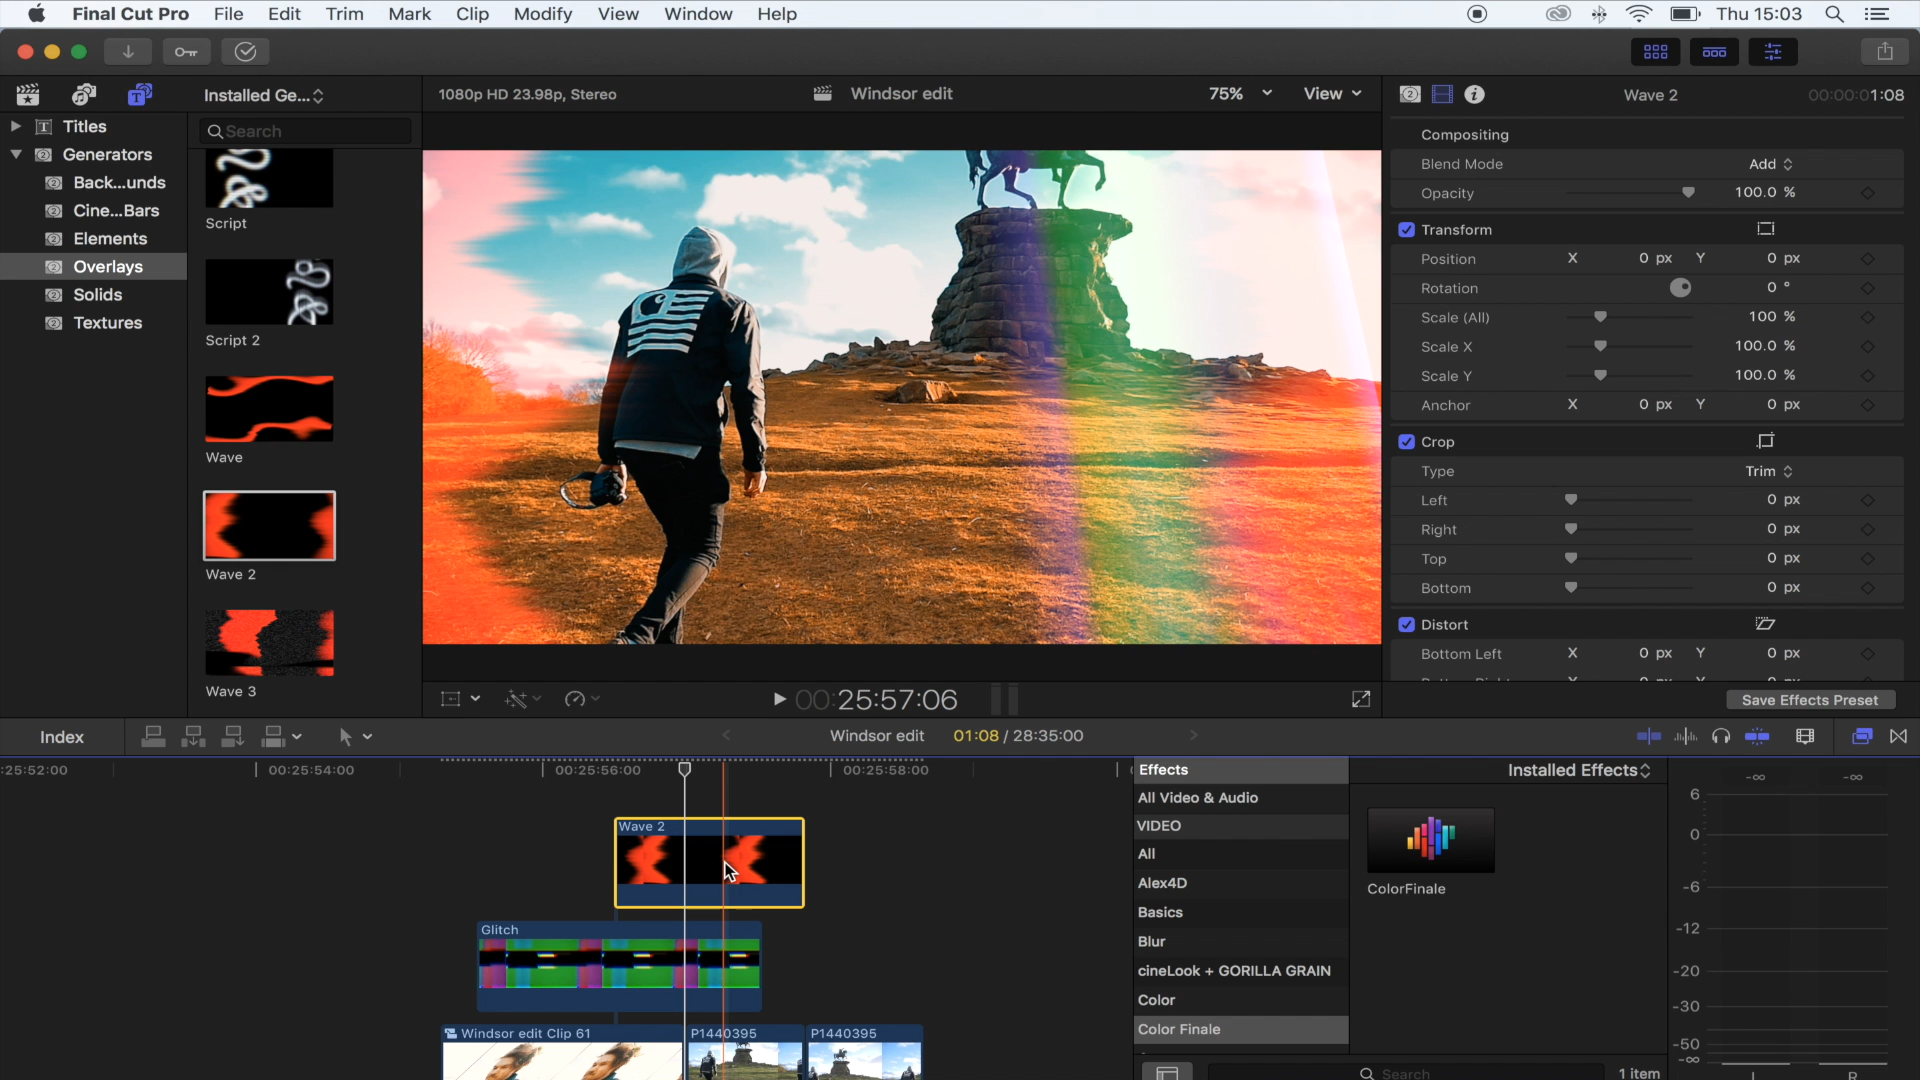 Final Cut Pro File Edit Trim Mark Clip Modify View Window Help Thu 15:03
Installed Ge... 1080p HD 23.98p, Stereo Windsor edit 75% View Wave 2 00:00:01:08
Titles
Search
Generators
Back...unds
Cine...Bars
Elements
Overlays
Solids
Textures
Script
Script 2
Wave
Wave 2
Wave 3
Compositing
Blend Mode Add
Opacity 100.0 %
Transform
Position X 0 px Y 0 px
Rotation 0 °
Scale (All) 100 %
Scale X 100.0 %
Scale Y 100.0 %
Anchor X 0 px Y 0 px
Crop
Type Trim
Left 0 px
Right 0 px
Top 0 px
Bottom 0 px
Distort
Bottom Left X 0 px Y 0 px
Bottom Right X 0 px Y 0 px
00:25:57:06
Save Effects Preset
Index Windsor edit 01:08 / 28:35:00
:25:52:00 00:25:54:00 00:25:56:00 00:25:58:00
Wave 2
Glitch
Windsor edit Clip 61 P1440395 P1440395
Effects Installed Effects
All Video & Audio
VIDEO
All
Alex4D
Basics
Blur
cineLook + GORILLA GRAIN
Color
Color Finale
ColorFinale
Search 1 item
-∞ -∞
6
0
-6
-12
-20
-30
-50
-∞
L R